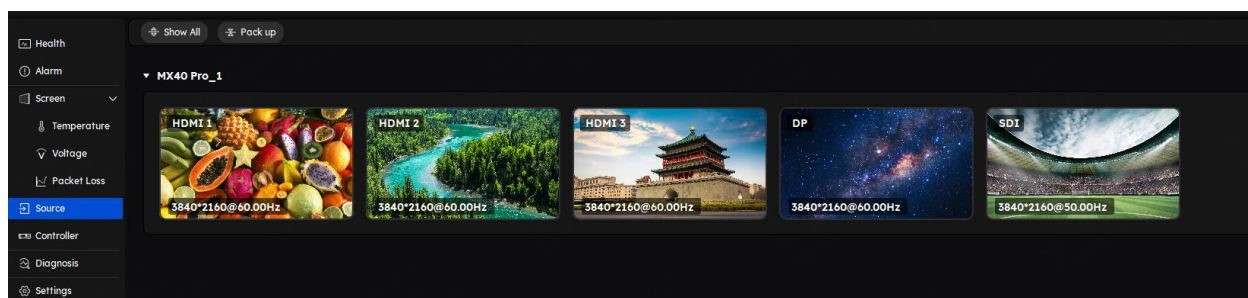 Show All
Pack up
Health
Alarm
Screen
Temperature
Voltage
Packet Loss
Source
Controller
Diagnosis
Settings
MX40 Pro_1
HDMI 1
HDMI 2
HDMI 3
DP
SDI
3840*2160@60.00Hz
3840*2160@60.00Hz
3840*2160@60.00Hz
3840*2160@60.00Hz
3840*2160@50.00Hz